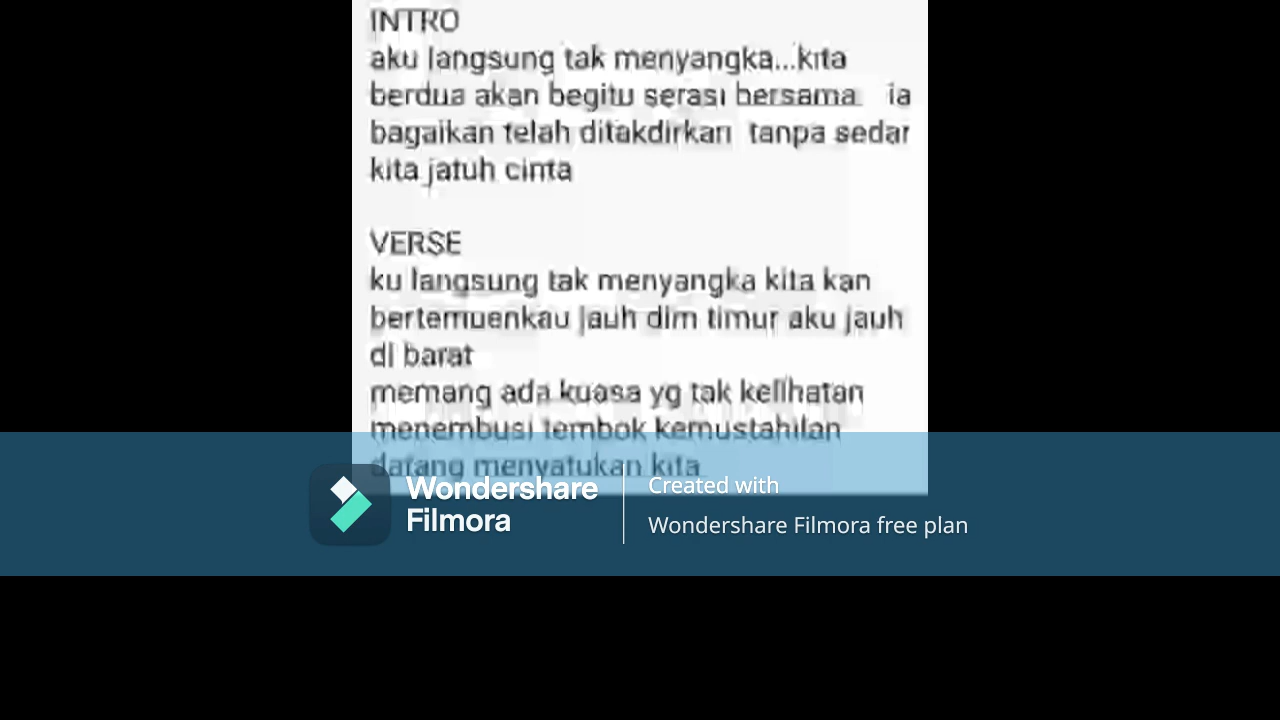 INTRO
aku langsung tak menyangka...kita
berdua akan begitu serasi bersama ia
bagaikan telah ditakdirkan tanpa sedar
kita jatuh cinta
VERSE
ku langsung tak menyangka kita kan
bertemuenkau jauh dim timur aku jauh
di barat
memang ada kuasa yg tak kelihatan
menembusi tembok kemustahilan
datang menyatukan kita
Wondershare
Filmora
Created with
Wondershare Filmora free plan